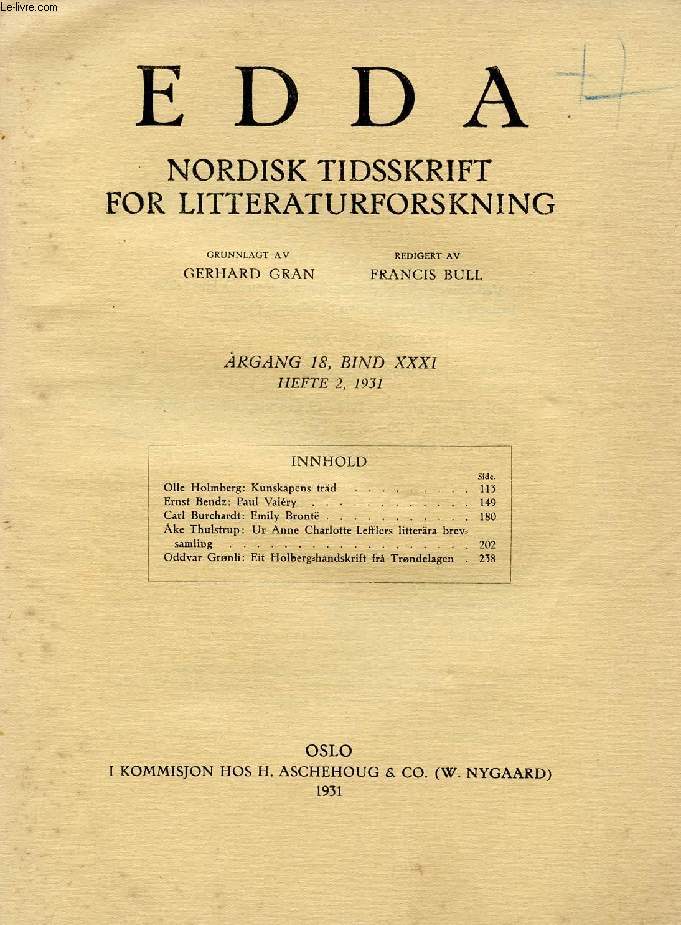 Le-livre.com
E D D A
NORDISK TIDSSKRIFT
FOR LITTERATURFORSKNING
GRUNNLAGT AV REDIGERT AV
GERHARD GRAN FRANCIS BULL
ÅRGANG 18, BIND XXXI
HEFTE 2, 1931
INNHOLD
Side.
Olle Holmberg: Kunskapens träd . . . . . . . . 113
Ernst Bendz: Paul Valéry . . . . . . . . . 149
Carl Burchardt: Emily Brontë . . . . . . . . . 180
Åke Thulstrup: Ur Anne Charlotte Lefflers litterära brev-
samling . . . . . . . . . . . . . . . . 202
Oddvar Grønli: Eit Holbergshandskrift frå Trøndelagen . 238
OSLO
I KOMMISJON HOS H. ASCHEHOUG & CO. (W. NYGAARD)
1931